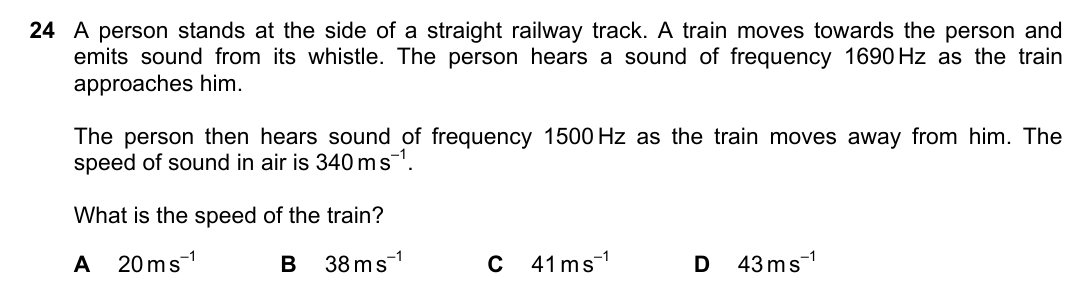 24 A person stands at the side of a straight railway track. A train moves towards the person and
emits sound from its whistle. The person hears a sound of frequency 1690 Hz as the train
approaches him.
The person then hears sound of frequency 1500 Hz as the train moves away from him. The
speed of sound in air is 340 m s⁻¹.
What is the speed of the train?
A 20 m s⁻¹ B 38 m s⁻¹ C 41 m s⁻¹ D 43 m s⁻¹